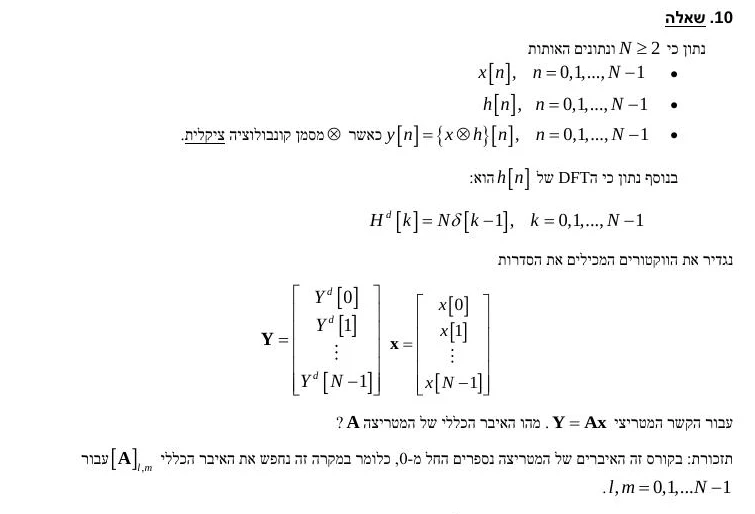 10. שאלה
נתון כי N ≥ 2 ונתונים האותות
• x[n], n = 0,1,..., N −1
• h[n], n = 0,1,..., N −1
• y[n] = {x ⊗ h}[n], n = 0,1,..., N −1 כאשר ⊗ מסמן קונבולוציה ציקלית.
בנוסף נתון כי הDFT של h[n] הוא:
H^d[k] = Nδ[k −1], k = 0,1,..., N −1
נגדיר את הווקטורים המכילים את הסדרות
Y = [Y^d[0] Y^d[1] ⋮ Y^d[N −1]] x = [x[0] x[1] ⋮ x[N −1]]
עבור הקשר המטריצי Y = Ax . מהו האיבר הכללי של המטריצה A ?
תזכורת: בקורס זה האיברים של המטריצה נספרים החל מ-0, כלומר במקרה זה נחפש את האיבר הכללי [A]_{l,m} עבור
l, m = 0,1,...N −1.